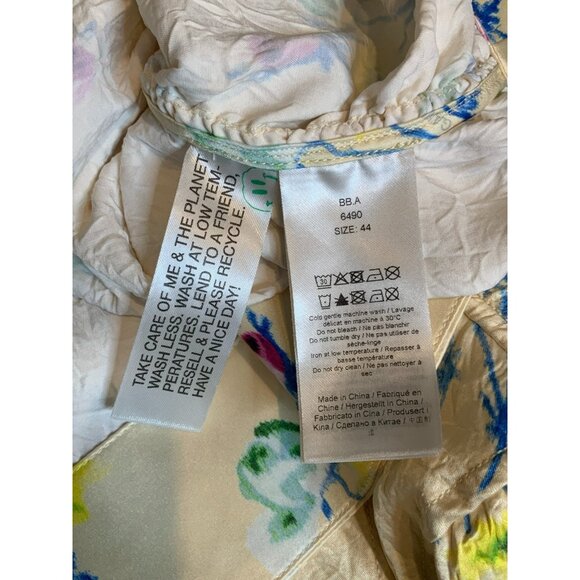 TAKE CARE OF ME & THE PLANET
WASH LESS, WASH AT LOW TEM-
PERATURES, LEND TO A FRIEND,
RESELL & PLEASE RECYCLE.
HAVE A NICE DAY!
BB.A
6490
SIZE: 44
30
Cold gentle machine wash / Lavage
délicat en machine à 30°C
Do not bleach / Ne pas blanchir
Do not tumble dry / Ne pas utiliser de
sèche-linge
Iron at low temperature / Repasser à
basse température
Do not dry clean / Ne pas nettoyer à
sec
Made in China / Fabriqué en
Chine / Hergestellt in China /
Fabbricato in Cina / Produsert i
Kina / Сделано в Китае / 中国制
造